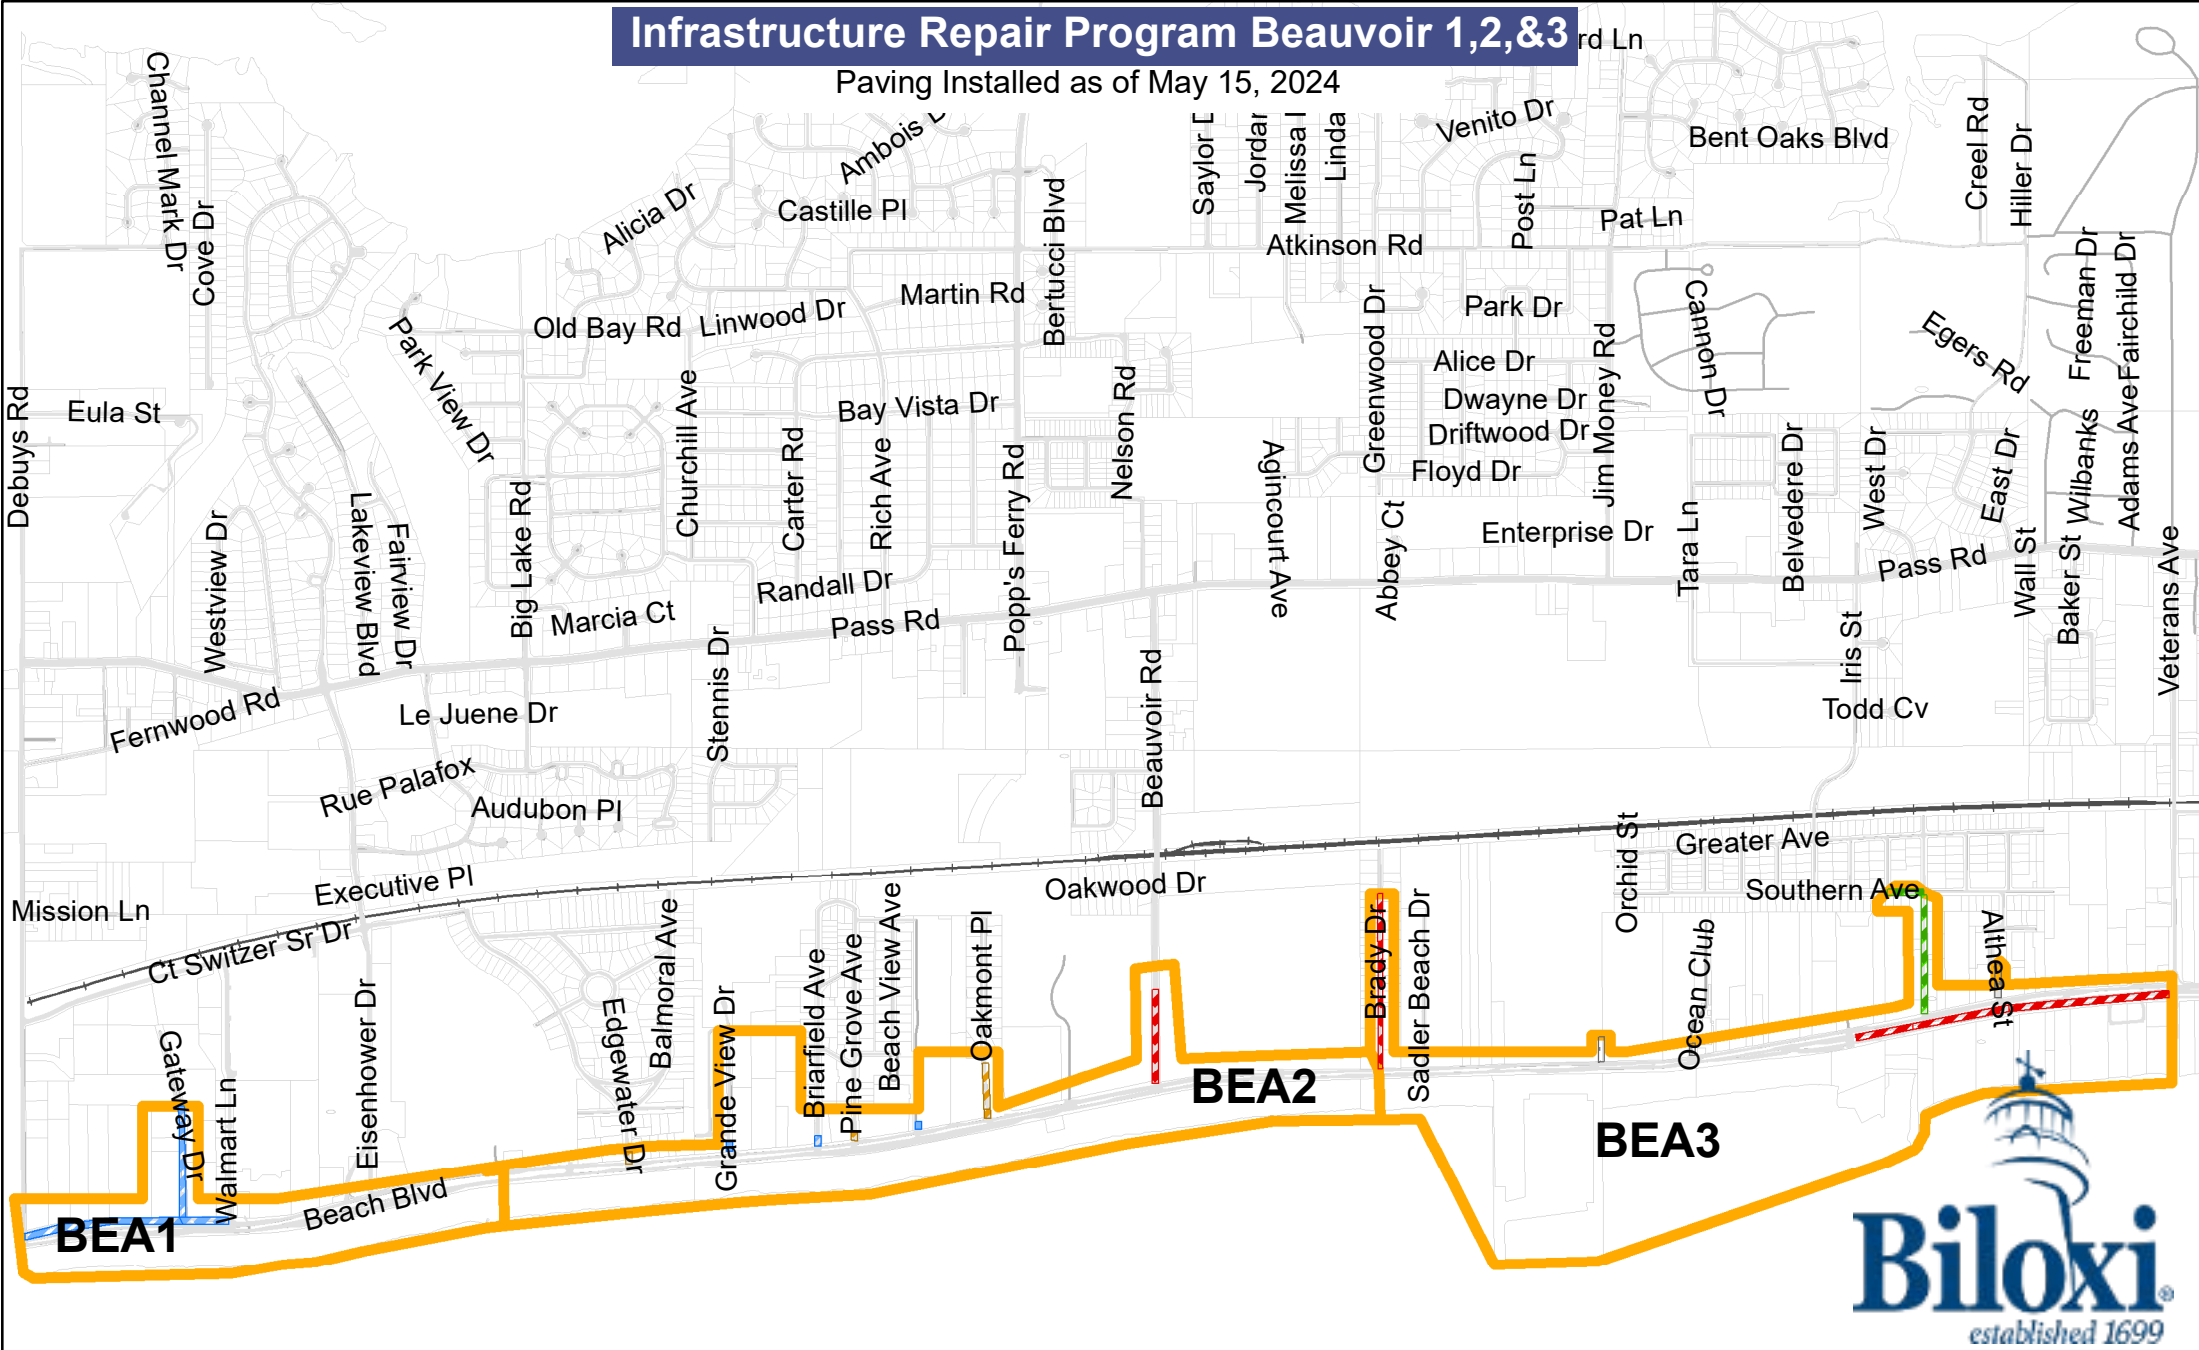 Infrastructure Repair Program Beauvoir 1,2,&3
rd Ln
Paving Installed as of May 15, 2024
Channel Mark Dr
Cove Dr
Alicia Dr
Ambois D
Castille Pl
Bertucci Blvd
Saylor
Jordan
Melissa
Linda
Venito Dr
Post Ln
Bent Oaks Blvd
Creel Rd
Hiller Dr
Pat Ln
Atkinson Rd
Martin Rd
Old Bay Rd
Linwood Dr
Park View Dr
Greenwood Dr
Park Dr
Cannon Dr
Egers Rd
Freeman Dr
Fairchild Dr
Alice Dr
Jim Money Rd
Dwayne Dr
Driftwood Dr
Floyd Dr
Debuys Rd
Eula St
Churchill Ave
Bay Vista Dr
Nelson Rd
Carter Rd
Rich Ave
Popp's Ferry Rd
Agincourt Ave
Abbey Ct
Enterprise Dr
Tara Ln
Belvedere Dr
West Dr
East Dr
Wilbanks
Adams Ave
Westview Dr
Lakeview Blvd
Fairview Dr
Big Lake Rd
Marcia Ct
Randall Dr
Pass Rd
Pass Rd
Wall St
Baker St
Veterans Ave
Iris St
Todd Cv
Fernwood Rd
Le Juene Dr
Stennis Dr
Beauvoir Rd
Rue Palafox
Audubon Pl
Executive Pl
Mission Ln
Ct Switzer Sr Dr
Oakwood Dr
Orchid St
Greater Ave
Southern Ave
Althea St
Ocean Club
Brady Dr
Sadler Beach Dr
Oakmont Pl
Beach View Ave
Pine Grove Ave
Briarfield Ave
Grande View Dr
Balmoral Ave
Edgewater Dr
Eisenhower Dr
Gateway Dr
Walmart Ln
Beach Blvd
BEA1
BEA2
BEA3
Biloxi®
established 1699